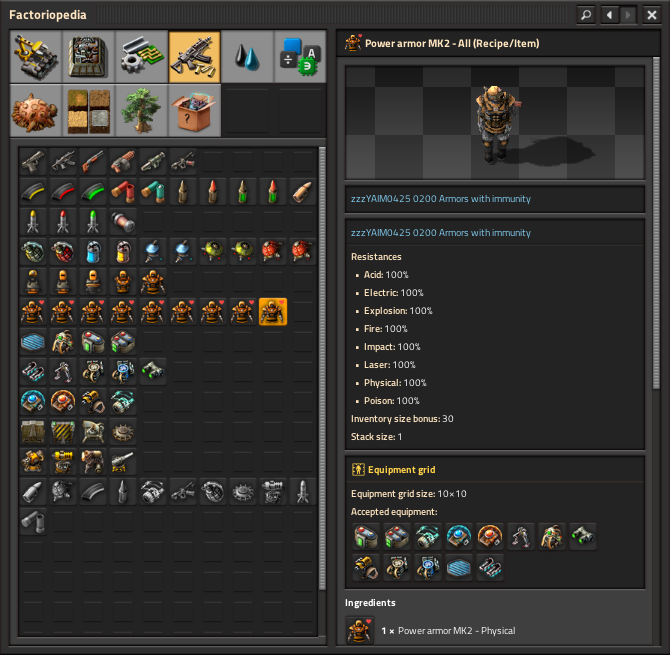 Factoriopedia
Power armor MK2 - All (Recipe/Item)
A
?
zzzYAIM0425 0200 Armors with immunity
zzzYAIM0425 0200 Armors with immunity
Resistances
Acid: 100%
Electric: 100%
Explosion: 100%
Fire: 100%
Impact: 100%
Laser: 100%
Physical: 100%
Poison: 100%
Inventory size bonus: 30
Stack size: 1
Equipment grid
Equipment grid size: 10×10
Accepted equipment:
Ingredients
1 × Power armor MK2 - Physical